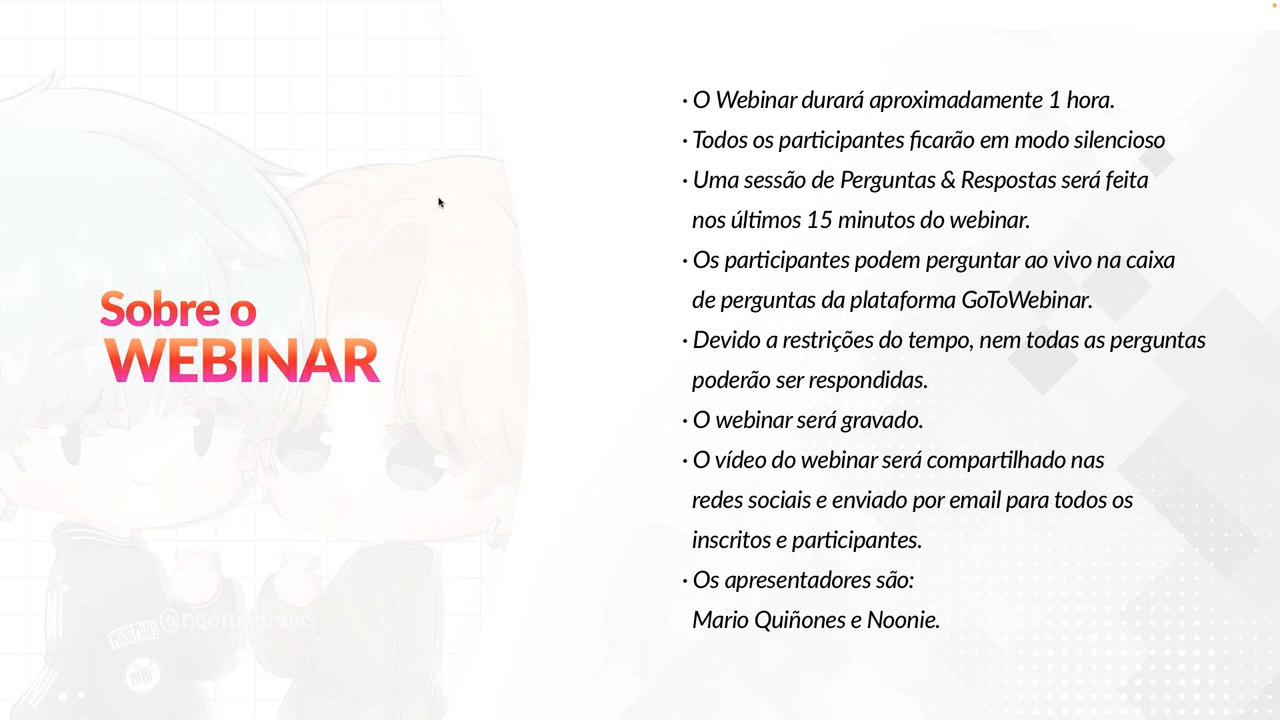 Sobre o
WEBINAR
· O Webinar durará aproximadamente 1 hora.
· Todos os participantes ficarão em modo silencioso
· Uma sessão de Perguntas & Respostas será feita
nos últimos 15 minutos do webinar.
· Os participantes podem perguntar ao vivo na caixa
de perguntas da plataforma GoToWebinar.
· Devido a restrições do tempo, nem todas as perguntas
poderão ser respondidas.
· O webinar será gravado.
· O vídeo do webinar será compartilhado nas
redes sociais e enviado por email para todos os
inscritos e participantes.
· Os apresentadores são:
Mario Quiñones e Noonie.
@nooniedraws
MINIMINI
MINI